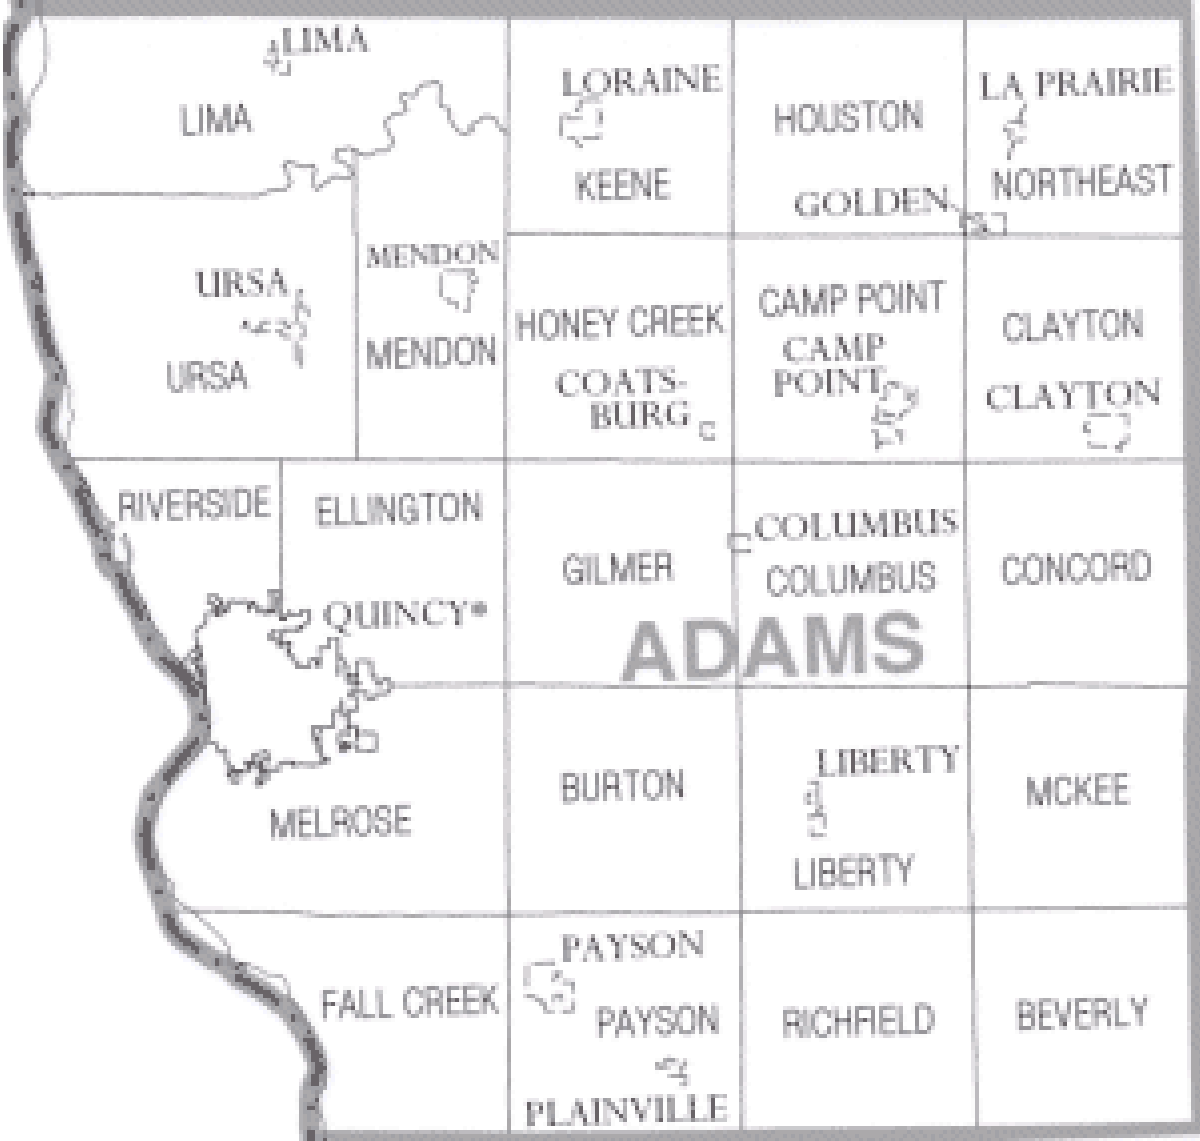 LIMA
LIMA
LORAINE
KEENE
HOUSTON
GOLDEN
LA PRAIRIE
NORTHEAST
URSA
URSA
MENDON
MENDON
HONEY CREEK
COATS-
BURG
CAMP POINT
CAMP
POINT
CLAYTON
CLAYTON
RIVERSIDE
ELLINGTON
QUINCY*
GILMER
COLUMBUS
COLUMBUS
CONCORD
ADAMS
MELROSE
BURTON
LIBERTY
LIBERTY
MCKEE
FALL CREEK
PAYSON
PAYSON
PLAINVILLE
RICHFIELD
BEVERLY